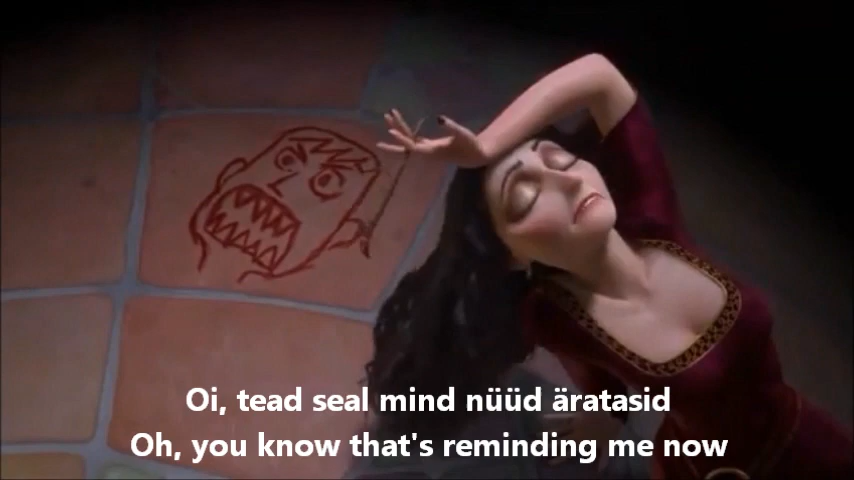 Oi, tead seal mind nüüd äratasid
Oh, you know that's reminding me now